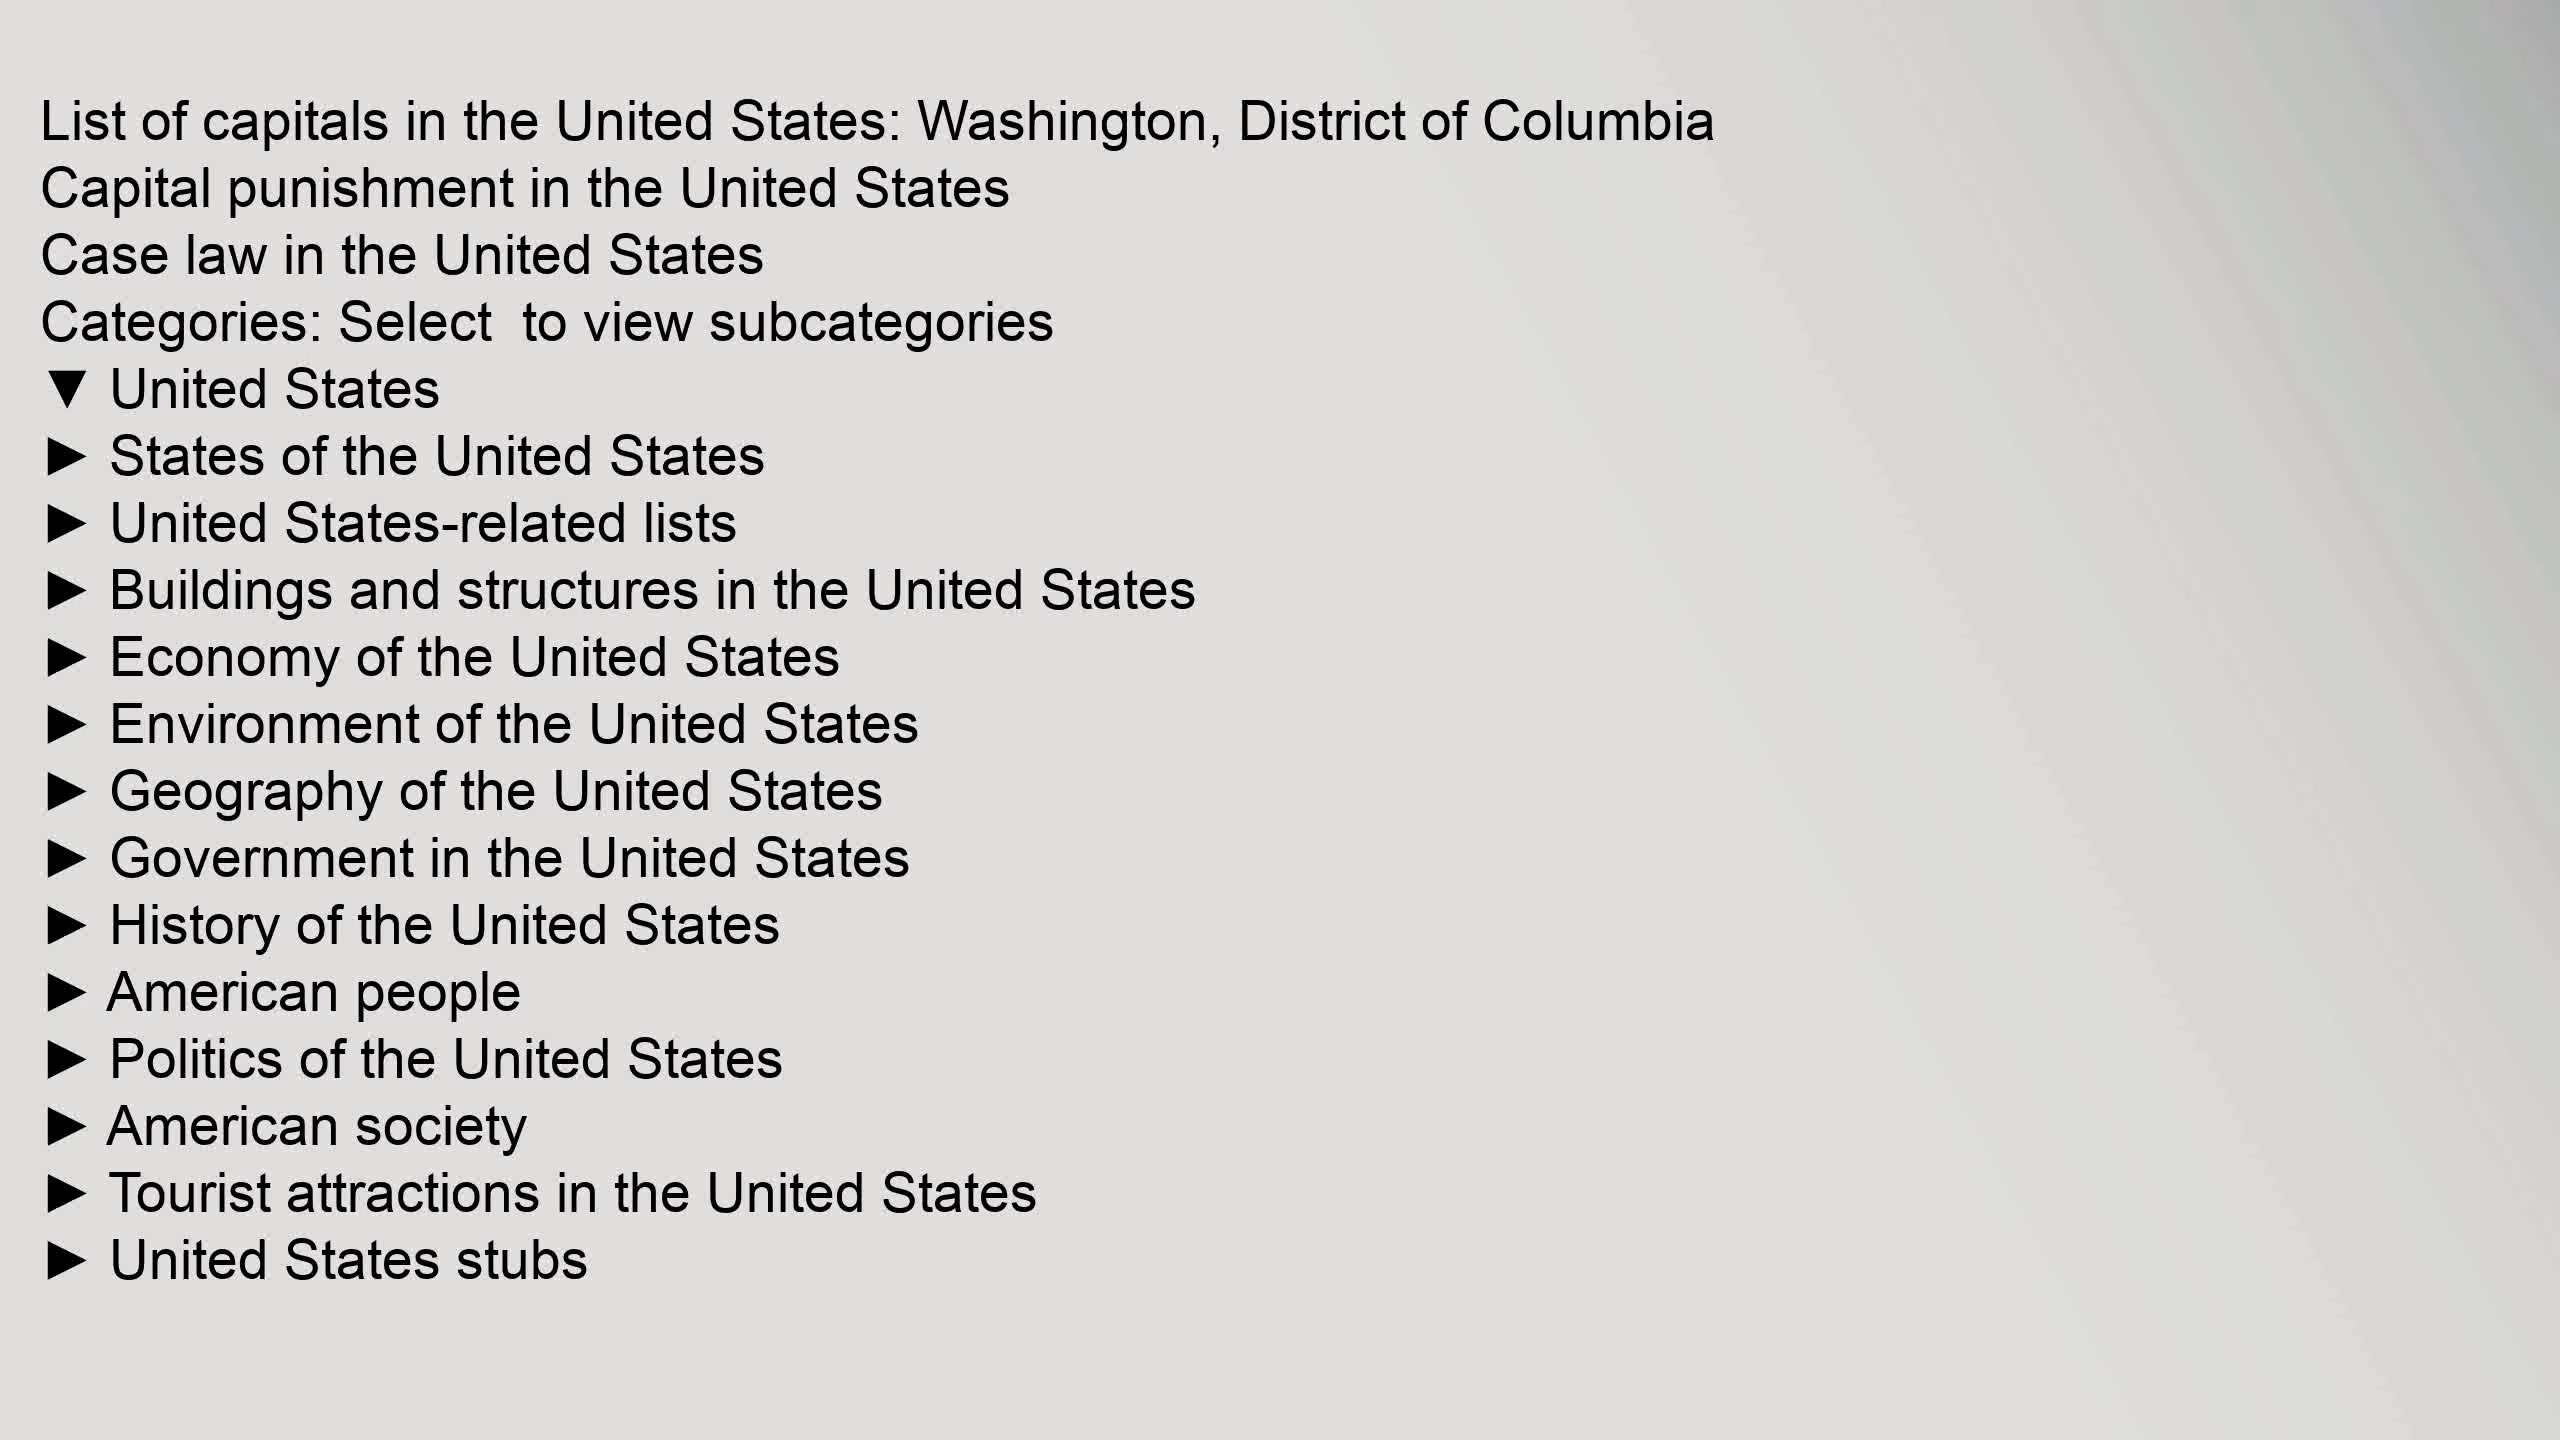 List of capitals in the United States: Washington, District of Columbia
Capital punishment in the United States
Case law in the United States
Categories: Select  to view subcategories
▼ United States
► States of the United States
► United States-related lists
► Buildings and structures in the United States
► Economy of the United States
► Environment of the United States
► Geography of the United States
► Government in the United States
► History of the United States
► American people
► Politics of the United States
► American society
► Tourist attractions in the United States
► United States stubs